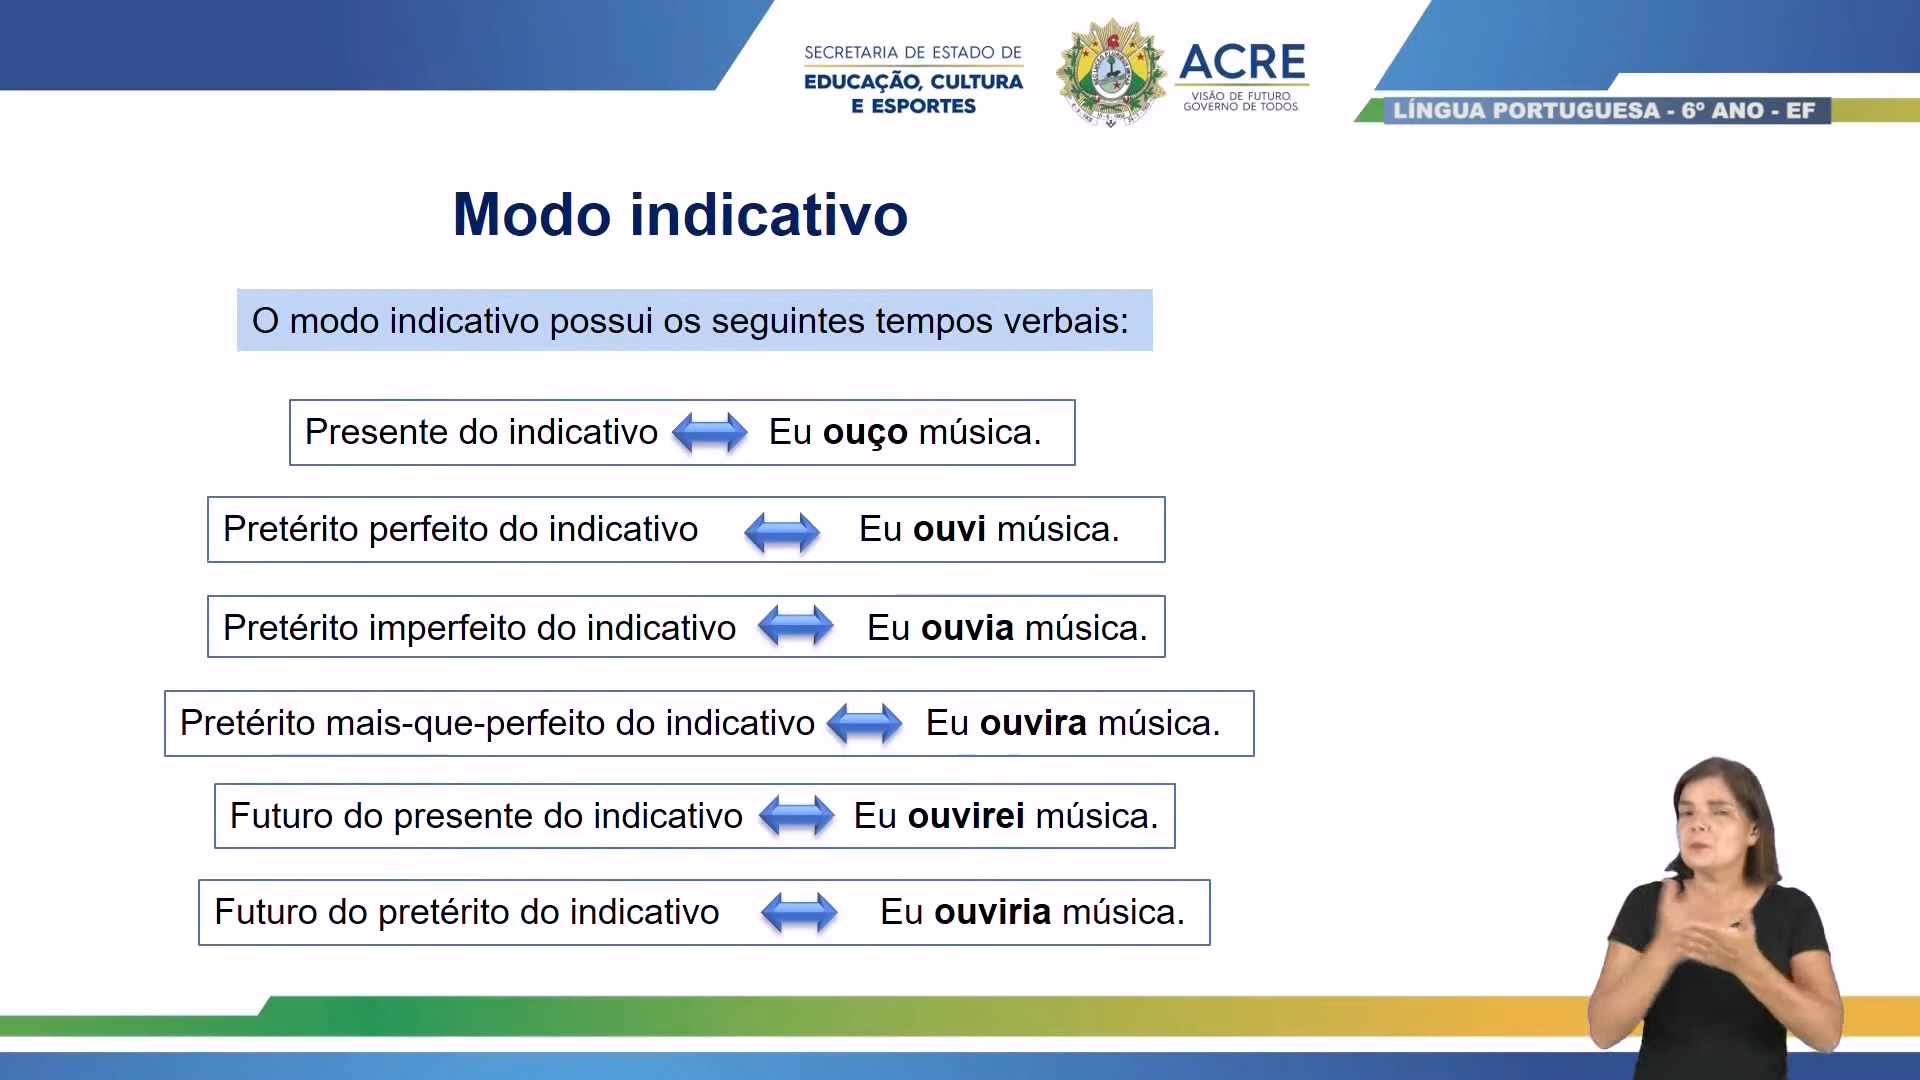 SECRETARIA DE ESTADO DE
EDUCAÇÃO, CULTURA
E ESPORTES
ACRE
VISÃO DE FUTURO.
GOVERNO DE TODOS.
LÍNGUA PORTUGUESA - 6º ANO - EF
Modo indicativo
O modo indicativo possui os seguintes tempos verbais:
Presente do indicativo Eu ouço música.
Pretérito perfeito do indicativo Eu ouvi música.
Pretérito imperfeito do indicativo Eu ouvia música.
Pretérito mais-que-perfeito do indicativo Eu ouvira música.
Futuro do presente do indicativo Eu ouvirei música.
Futuro do pretérito do indicativo Eu ouviria música.